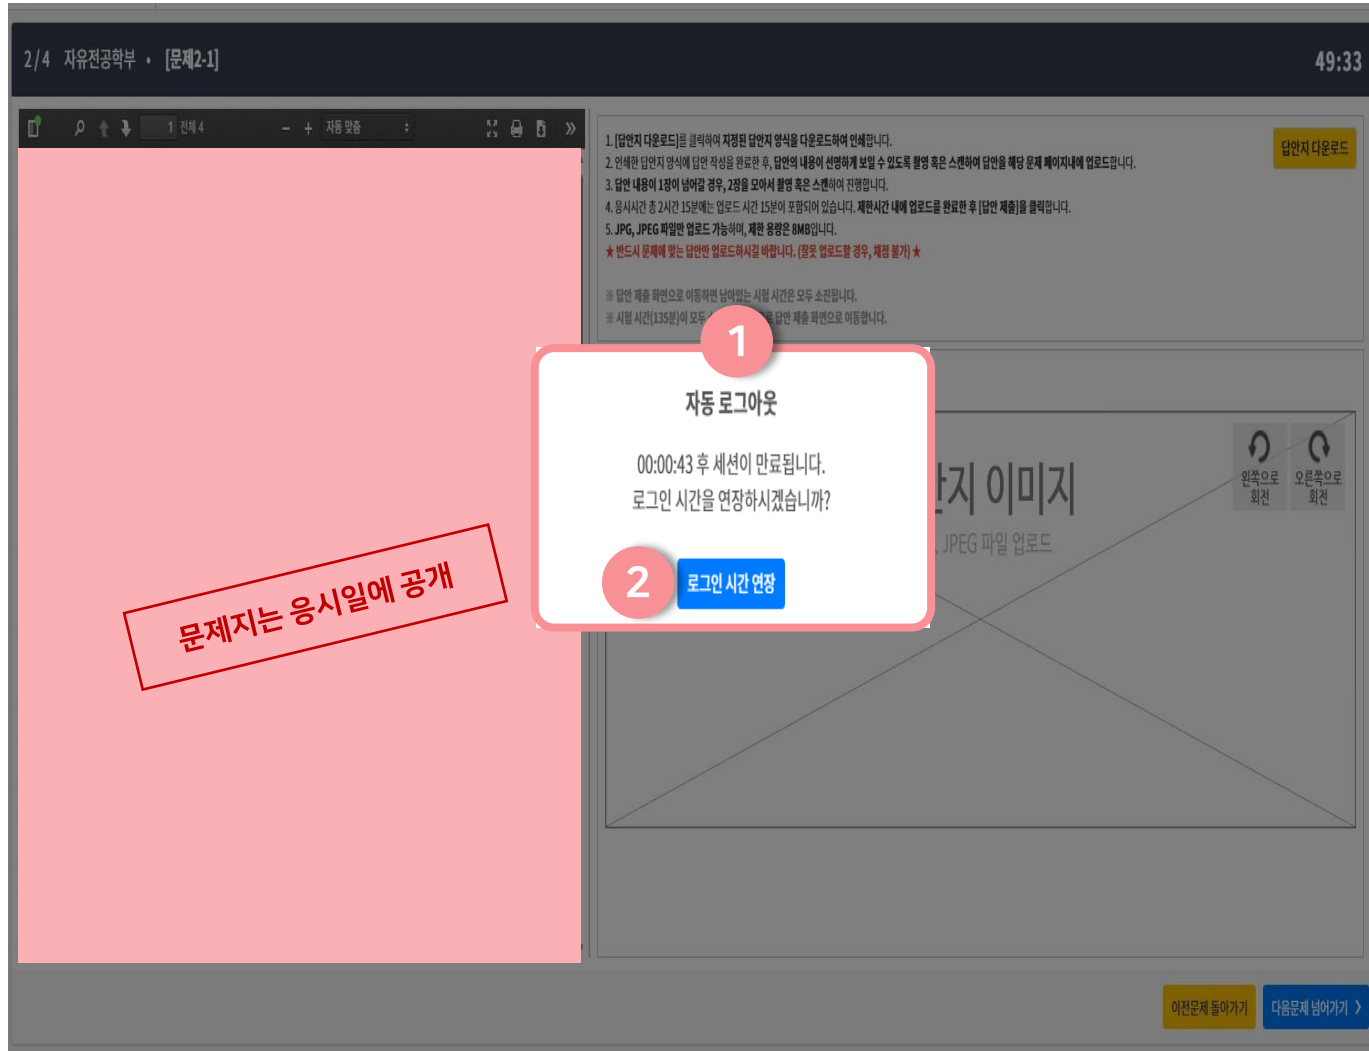 2/4 자유전공학부 • [문제2-1]
49:33
1 전체 4
자동 맞춤
1. [답안지 다운로드]를 클릭하여 지정된 답안지 양식을 다운로드하여 인쇄합니다.
답안지 다운로드
2. 인쇄한 답안지 양식에 답안 작성을 완료한 후, 답안의 내용이 선명하게 보일 수 있도록 촬영 혹은 스캔하여 답안을 해당 문제 페이지내에 업로드합니다.
3. 답안 내용이 1장이 넘어갈 경우, 2장을 모아서 촬영 혹은 스캔하여 진행합니다.
4. 응시시간 총 2시간 15분에는 업로드 시간 15분이 포함되어 있습니다. 제한시간 내에 업로드를 완료한 후 [답안 제출]을 클릭합니다.
5. JPG, JPEG 파일만 업로드 가능하며, 제한 용량은 8MB입니다.
★ 반드시 문제에 맞는 답안만 업로드하시길 바랍니다. (잘못 업로드할 경우, 채점 불가) ★
※ 답안 제출 화면으로 이동하면 남아있는 시험 시간은 모두 소진됩니다.
※ 시험 시간(135분)이 모두 답안 제출 화면으로 이동합니다.
1
자동 로그아웃
00:00:43 후 세션이 만료됩니다.
로그인 시간을 연장하시겠습니까?
2
로그인 시간 연장
지 이미지
JPEG 파일 업로드
왼쪽으로
회전
오른쪽으로
회전
문제지는 응시일에 공개
이전문제 돌아가기
다음문제 넘어가기 >